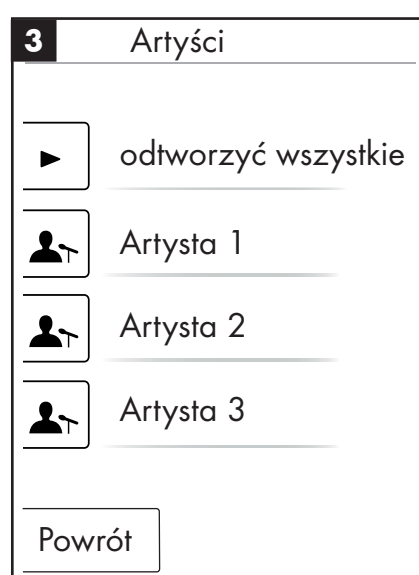 3 Artyści
odtworzyć wszystkie
Artysta 1
Artysta 2
Artysta 3
Powrót